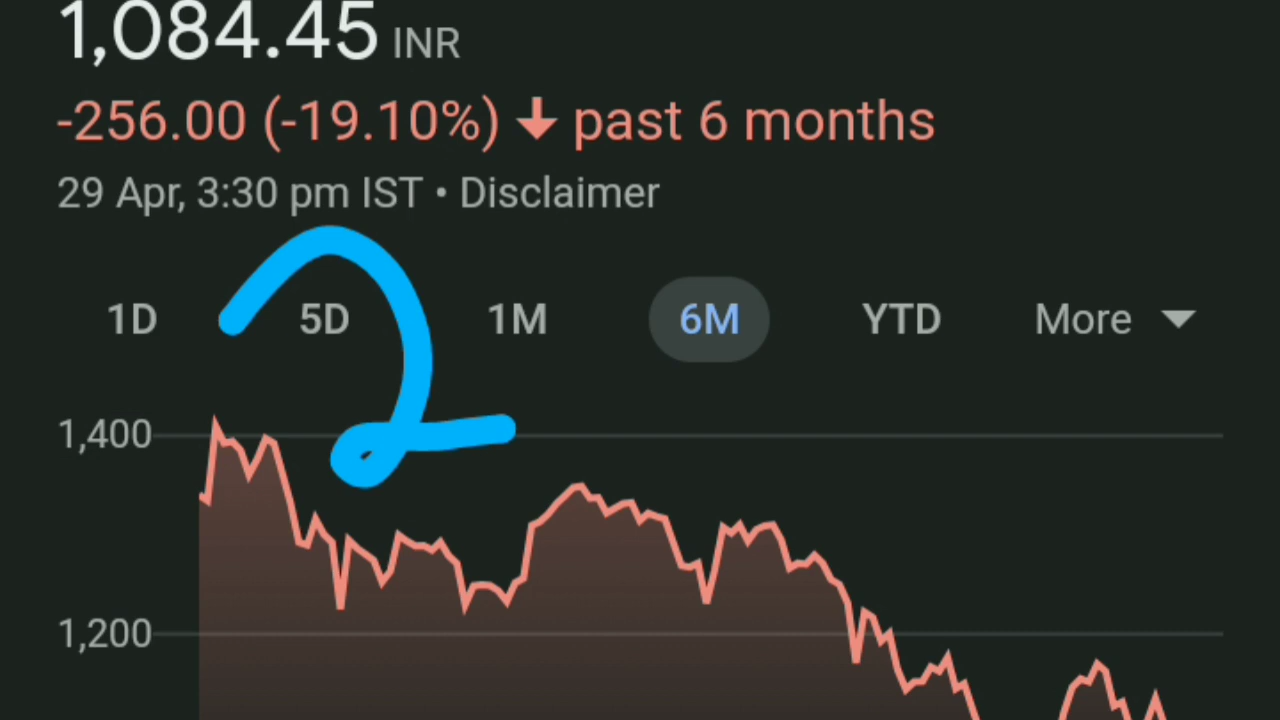 1,084.45 INR
-256.00 (-19.10%) ↓ past 6 months
29 Apr, 3:30 pm IST • Disclaimer
2
1D 5D 1M 6M YTD More
1,400
1,200